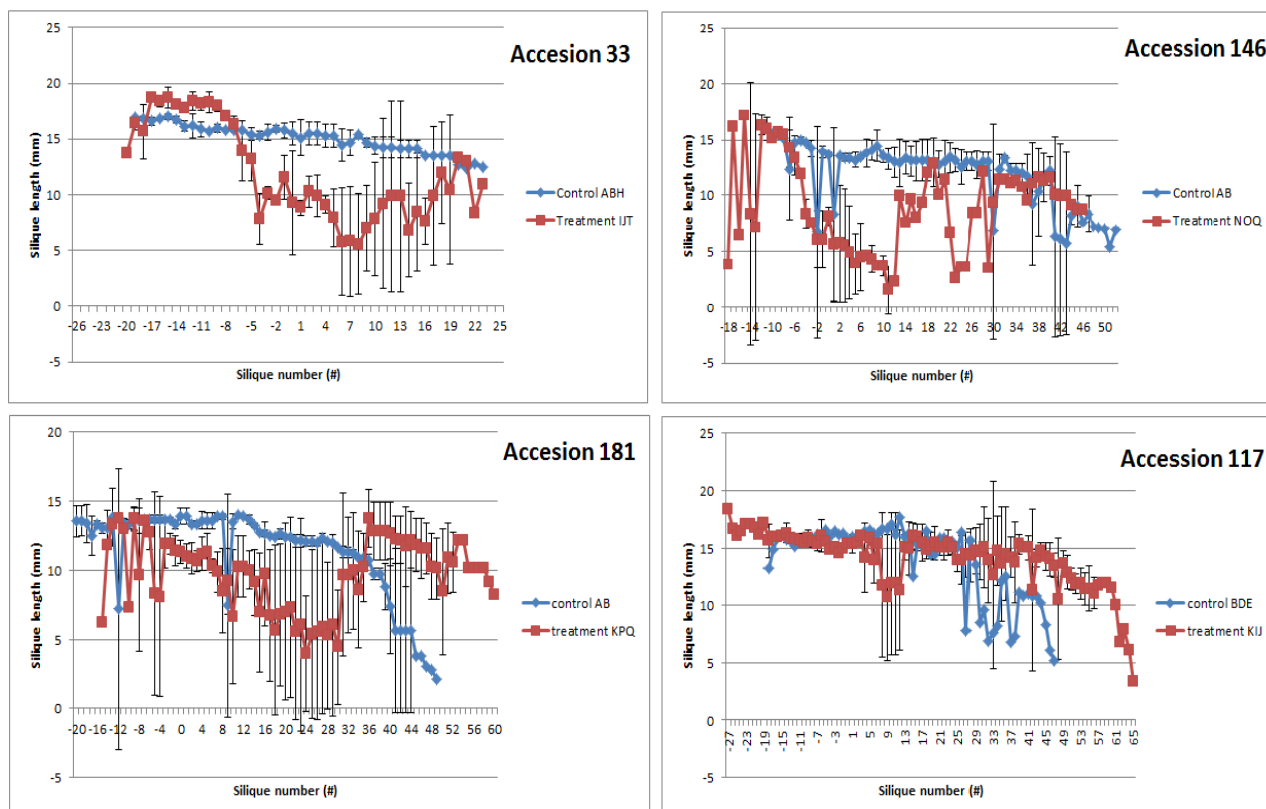 Accesion 33
Silique length (mm)
25
20
15
10
5
0
-5
-26 -23 -20 -17 -14 -11 -8 -5 -2 1 4 7 10 13 16 19 22 25
Silique number (#)
Control ABH
Treatment IJT
Accession 146
Silique length (mm)
25
20
15
10
5
0
-5
-18 -14 -10 -6 -2 2 6 10 14 18 22 26 30 34 38 42 46 50
Silique number (#)
Control AB
Treatment NOQ
Accesion 181
Silique length (mm)
20
15
10
5
0
-5
-20 -16 -12 -8 -4 0 4 8 12 16 20 24 28 32 36 40 44 48 52 56 60
Silique number (#)
control AB
treatment KPQ
Accession 117
Silique length (mm)
25
20
15
10
5
0
-5
-27 -23 -19 -15 -11 -7 -3 1 5 9 13 17 21 25 29 33 37 41 45 49 53 57 61 65
Silique number (#)
control BDE
treatment KIJ